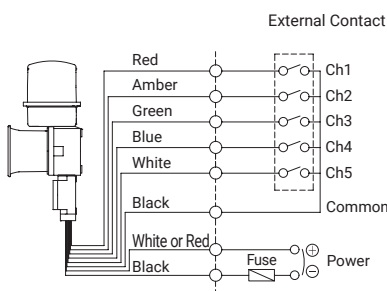 External Contact
Red
Ch1
Amber
Ch2
Green
Ch3
Blue
Ch4
White
Ch5
Black
Common
White or Red
Fuse
Power
Black